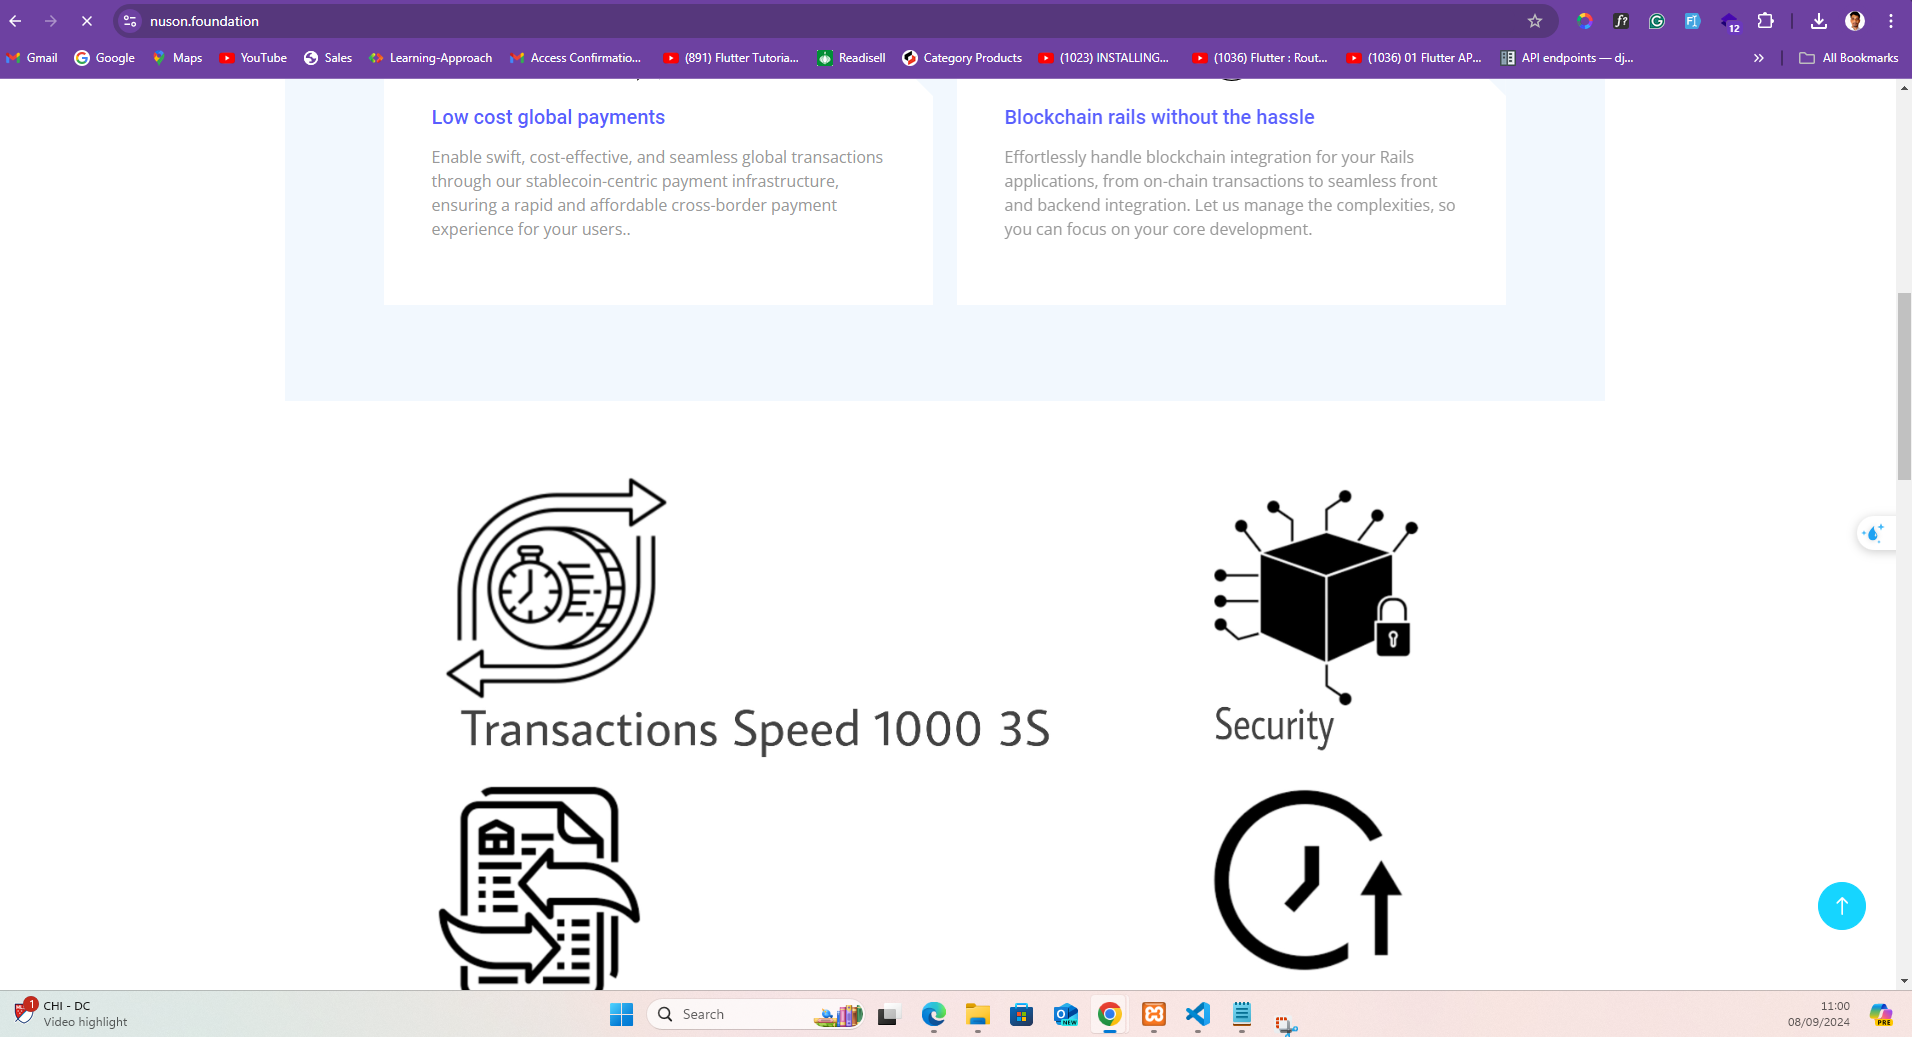 nuson.foundation
12
Gmail
Google
Maps
YouTube
Sales
Learning-Approach
Access Confirmatio...
(891) Flutter Tutoria...
Readisell
Category Products
(1023) INSTALLING...
(1036) Flutter : Rout...
(1036) 01 Flutter AP...
API endpoints — dj...
All Bookmarks
Low cost global payments
Enable swift, cost-effective, and seamless global transactions
through our stablecoin-centric payment infrastructure,
ensuring a rapid and affordable cross-border payment
experience for your users..
Blockchain rails without the hassle
Effortlessly handle blockchain integration for your Rails
applications, from on-chain transactions to seamless front
and backend integration. Let us manage the complexities, so
you can focus on your core development.
Transactions Speed 1000 3S
Security
1
CHI - DC
Video highlight
Search
NEW
11:00
08/09/2024
PRE